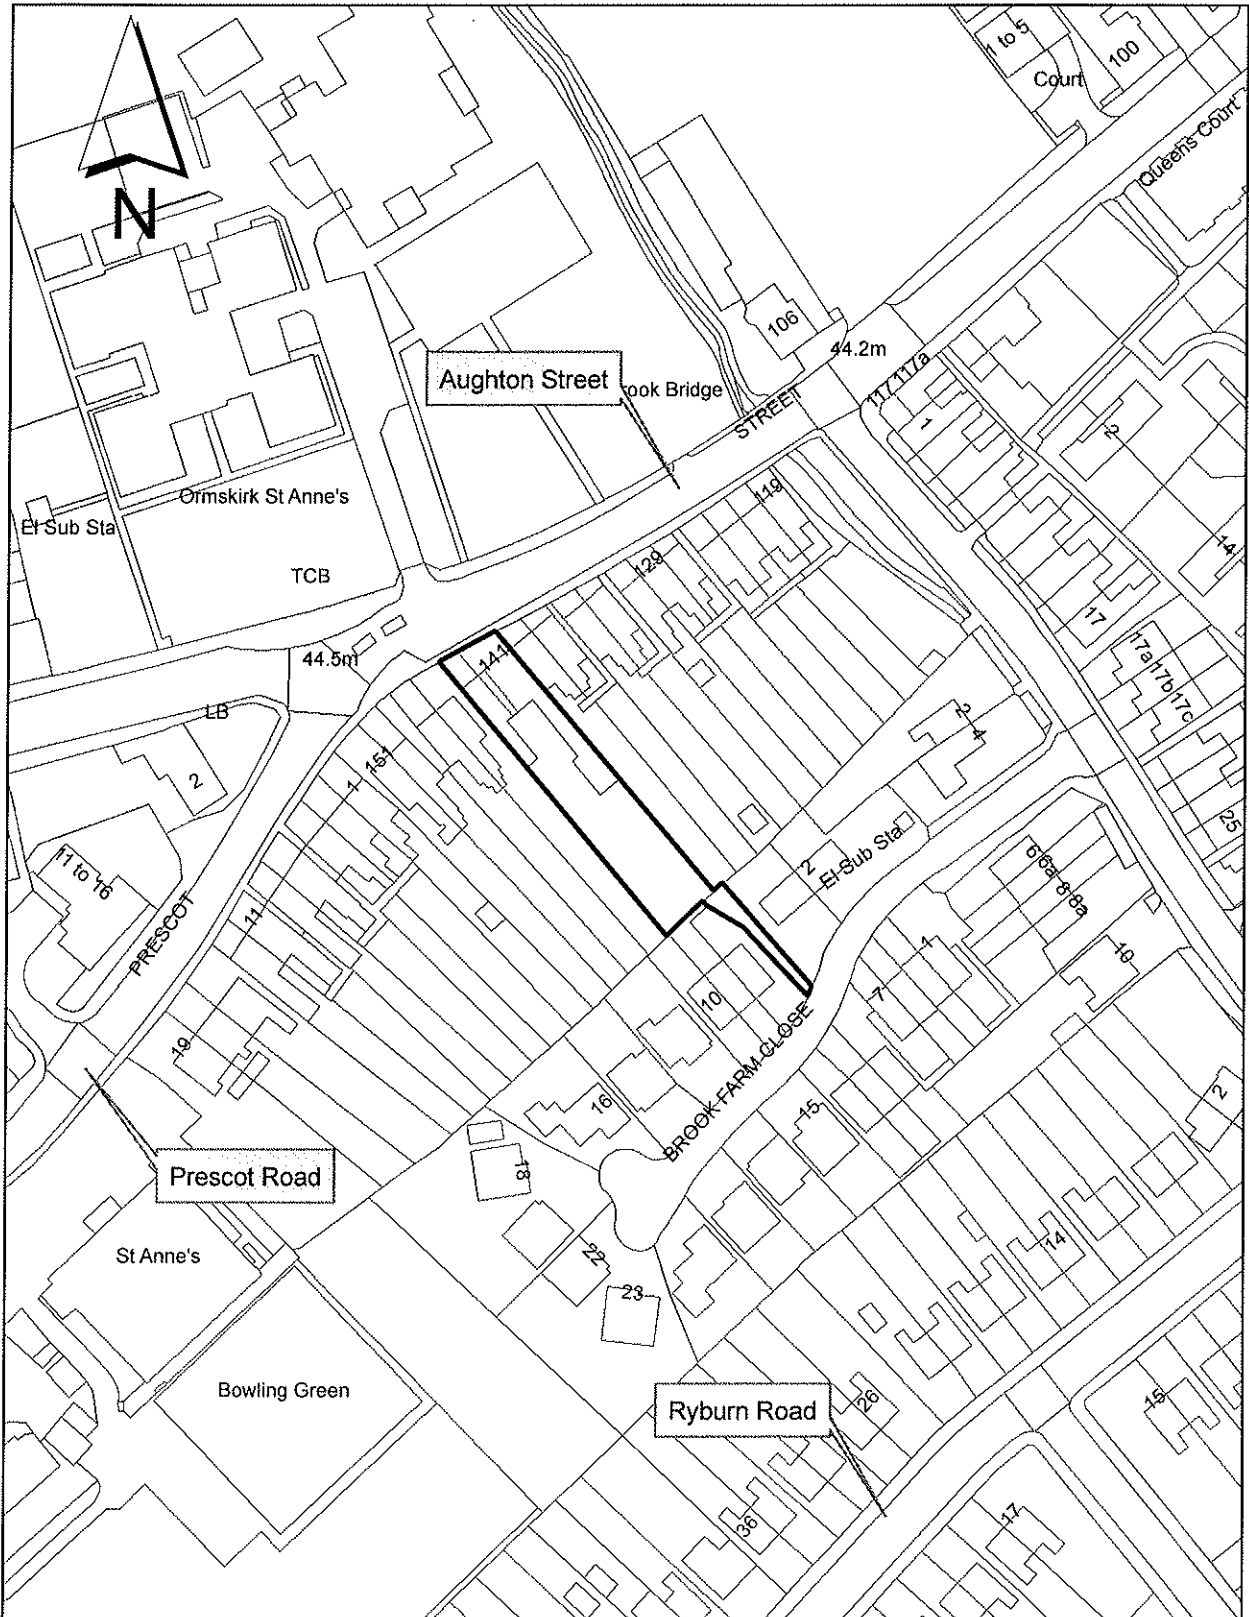 1 to 5
100
Court
Queens Court
N
106
44.2m
Aughton Street
ook Bridge
STREET
117 117a
1
2
119
14
Ormskirk St Anne's
El Sub Sta
TCB
129
17
17a
17b
17c
141
44.5m
LB
2
151
1
2
4
25
El Sub Sta
2
6 6a 8 8a
11 to 16
11
PRESCOT
1
10
7
10
19
BROOK FARM CLOSE
16
15
2
18
Prescot Road
St Anne's
22
14
23
Bowling Green
26
15
Ryburn Road
36
17